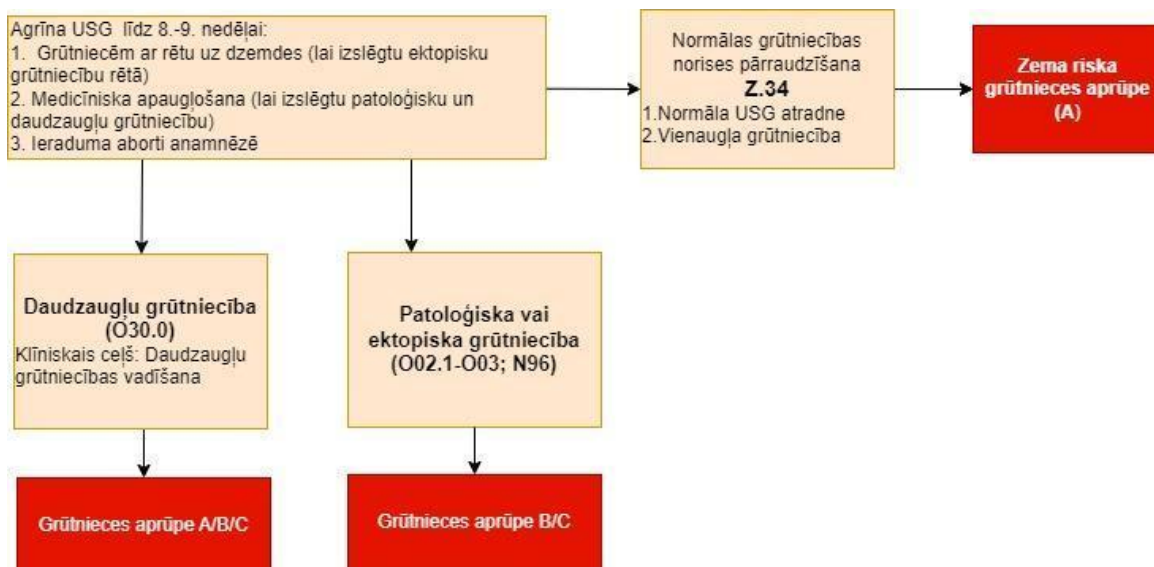 Agrīna USG līdz 8.-9. nedēļai:
1. Grūtniecēm ar rētu uz dzemdes (lai izslēgtu ektopisku
grūtniecību rētā)
2. Medicīniska apaugļošana (lai izslēgtu patoloģisku un
daudzaugļu grūtniecību)
3. Ieraduma aborti anamnēzē
Normālas grūtniecības
norises pārraudzīšana
Z.34
1.Normāla USG atradne
2.Vienaugļa grūtniecība
Zema riska
grūtnieces aprūpe
(A)
Daudzaugļu grūtniecība
(O30.0)
Klīniskais ceļš: Daudzaugļu
grūtniecības vadīšana
Patoloģiska vai
ektopiska grūtniecība
(O02.1-O03; N96)
Grūtnieces aprūpe A/B/C
Grūtnieces aprūpe B/C